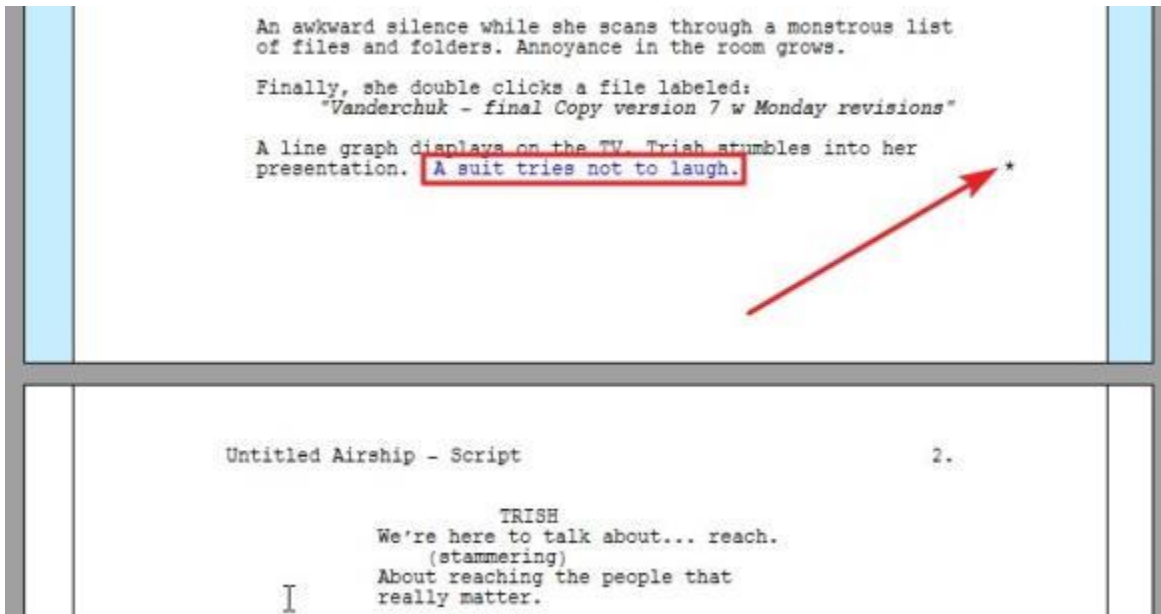 An awkward silence while she scans through a monstrous list
of files and folders. Annoyance in the room grows.
Finally, she double clicks a file labeled:
"Vanderchuk - final Copy version 7 w Monday revisions"
A line graph displays on the TV. Trish stumbles into her
presentation. A suit tries not to laugh. *
Untitled Airship - Script 2.
TRISH
We're here to talk about... reach.
(stammering)
About reaching the people that
really matter.